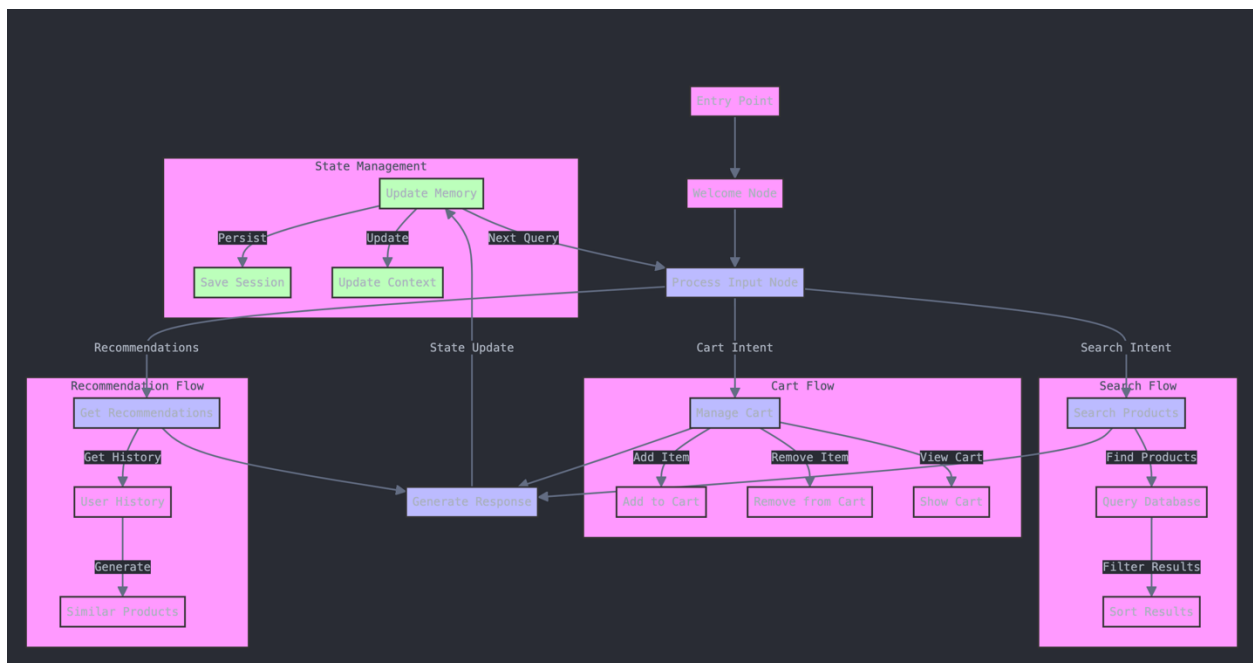 Entry Point
State Management
Update Memory
Welcome Node
Persist
Update
Next Query
Save Session
Update Context
Process Input Node
Recommendations
State Update
Cart Intent
Search Intent
Recommendation Flow
Cart Flow
Search Flow
Get Recommendations
Manage Cart
Search Products
Get History
Add Item
Remove Item
View Cart
Find Products
User History
Generate Response
Add to Cart
Remove from Cart
Show Cart
Query Database
Generate
Filter Results
Similar Products
Sort Results